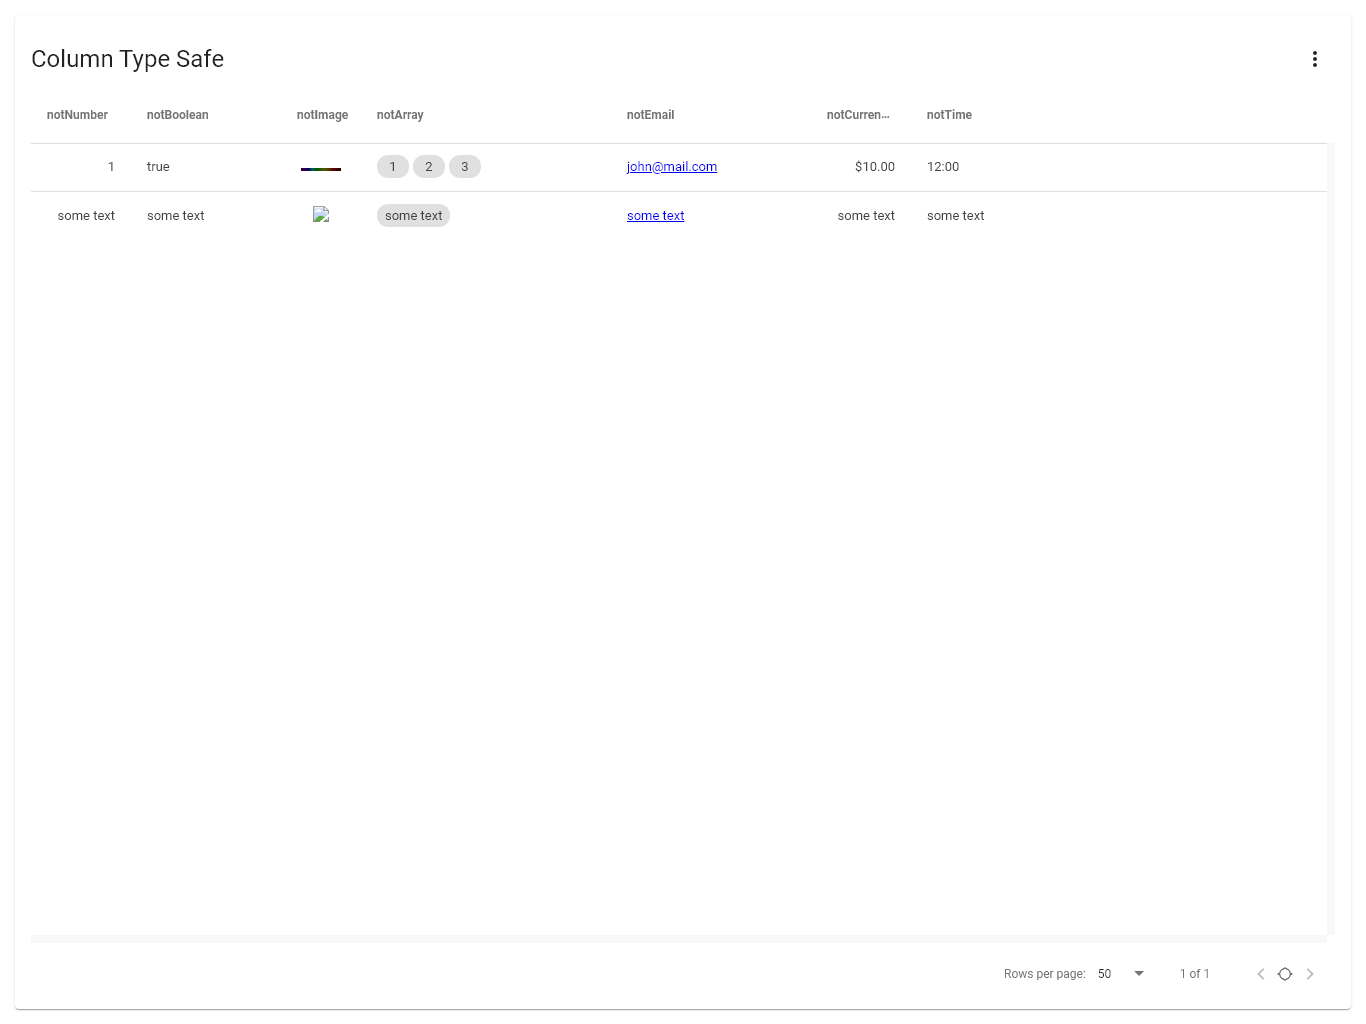 Column Type Safe
notNumber notBoolean notImage notArray notEmail notCurren... notTime
1 true 1 2 3 john@mail.com $10.00 12:00
some text some text some text some text some text some text
Rows per page: 50 1 of 1